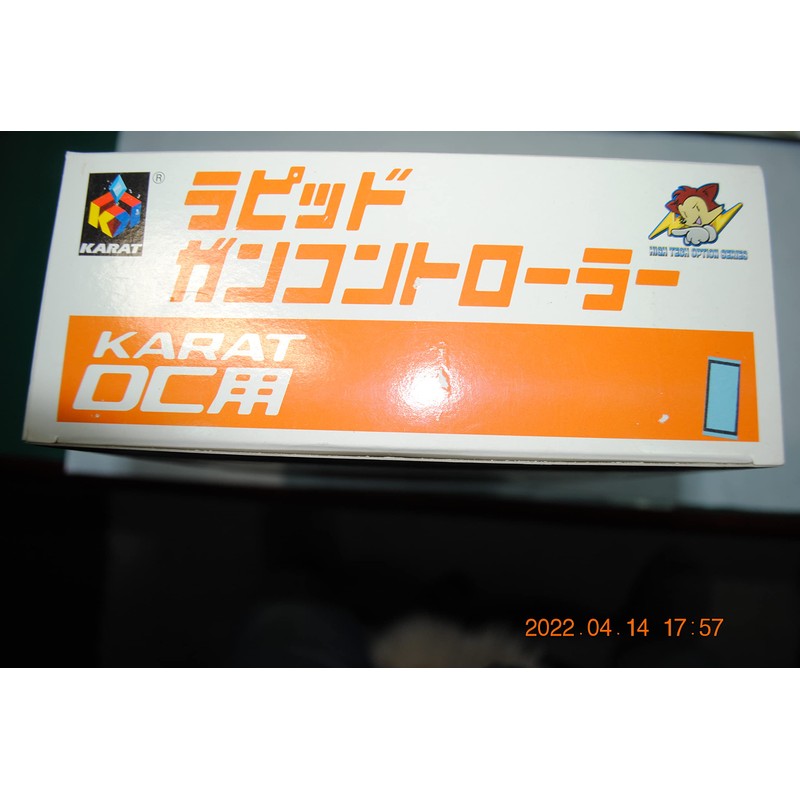 KARAT
®
ラピッド
ガンコントローラー
HIGH TECH OPTION SERIES
KARAT
DC用
2022.04.14 17:57